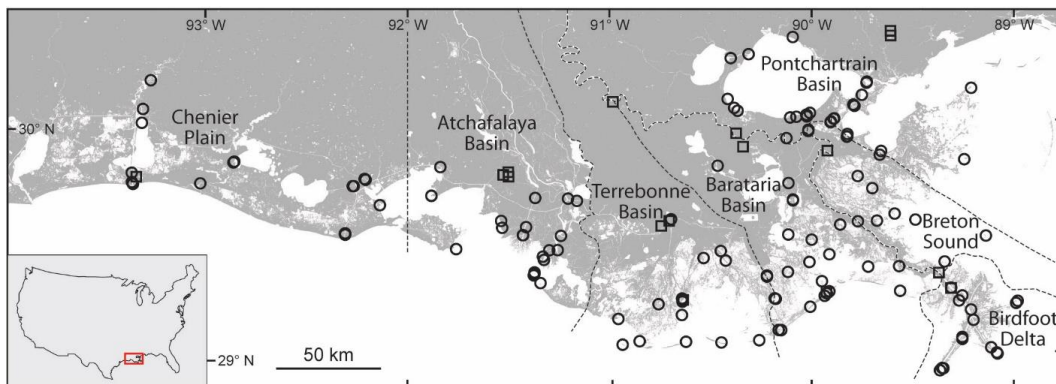 93° W
92° W
91° W
90° W
89° W
Pontchartrain
Basin
Chenier
Plain
30° N
Atchafalaya
Basin
Terrebonne
Basin
Barataria
Basin
Breton
Sound
Birdfoot
Delta
29° N
50 km